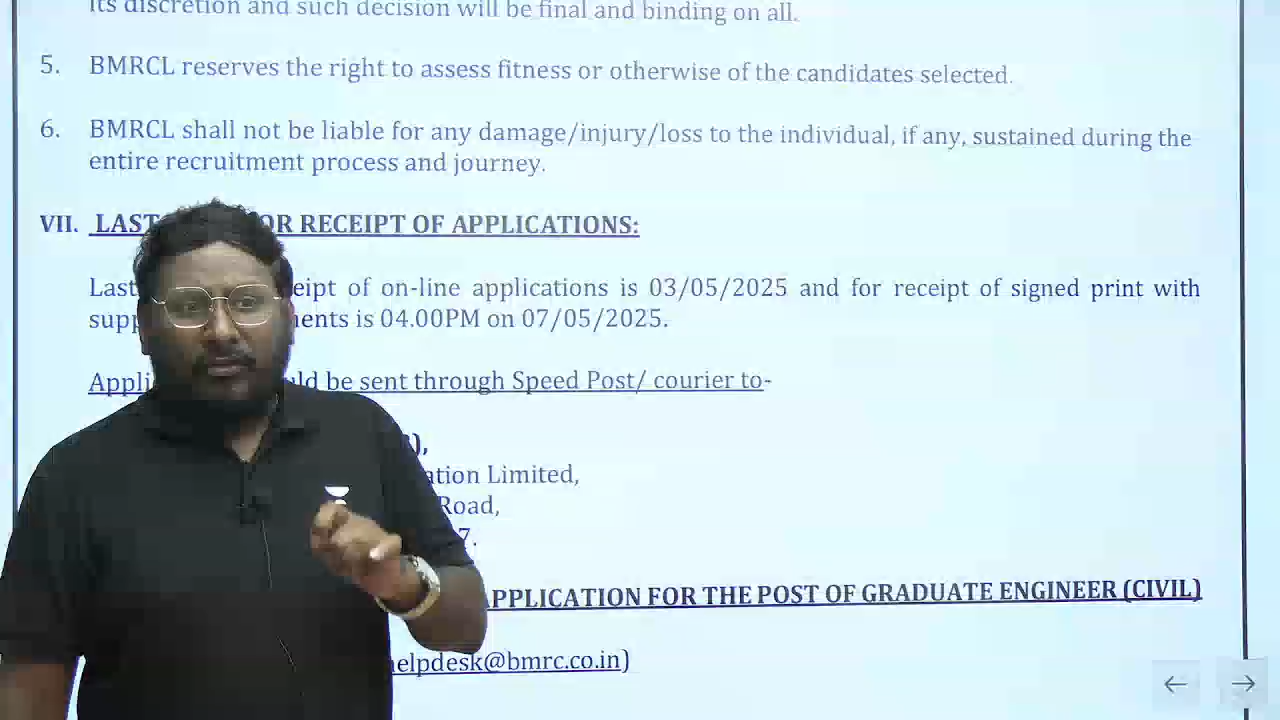 its discretion and such decision will be final and binding on all.
5. BMRCL reserves the right to assess fitness or otherwise of the candidates selected.
6. BMRCL shall not be liable for any damage/injury/loss to the individual, if any, sustained during the
entire recruitment process and journey.
VII. LAST OR RECEIPT OF APPLICATIONS:
Last eipt of on-line applications is 03/05/2025 and for receipt of signed print with
supp ents is 04.00PM on 07/05/2025.
Appli ld be sent through Speed Post/ courier to-
),
ation Limited,
Road,
7.
PPLICATION FOR THE POST OF GRADUATE ENGINEER (CIVIL)
helpdesk@bmrc.co.in)